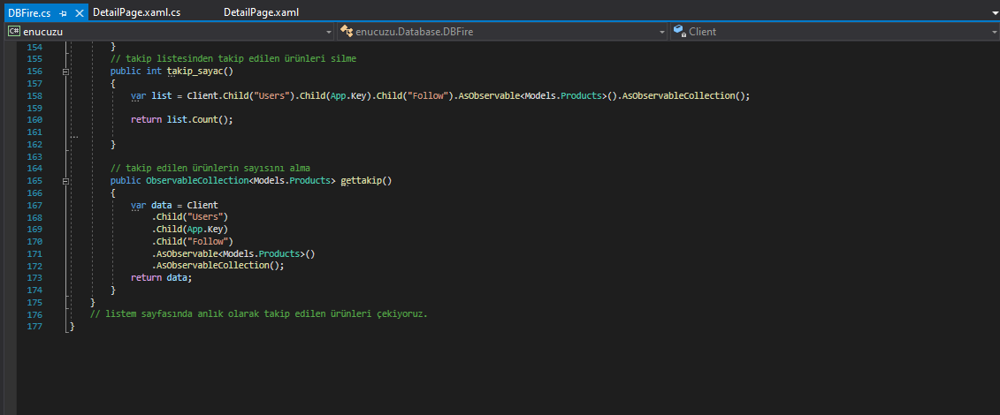 DBFire.cs DetailPage.xaml.cs DetailPage.xaml
C# enucuzu enucuzu.Database.DBFire Client
154 }
155 // takip listesinden takip edilen ürünleri silme
156 public int takip_sayac()
157 {
158 var list = Client.Child("Users").Child(App.Key).Child("Follow").AsObservable<Models.Products>().AsObservableCollection();
159
160 return list.Count();
161
162 }
163
164 // takip edilen ürünlerin sayısını alma
165 public ObservableCollection<Models.Products> gettakip()
166 {
167 var data = Client
168 .Child("Users")
169 .Child(App.Key)
170 .Child("Follow")
171 .AsObservable<Models.Products>()
172 .AsObservableCollection();
173 return data;
174 }
175 }
176 // listem sayfasında anlık olarak takip edilen ürünleri çekiyoruz.
177 }